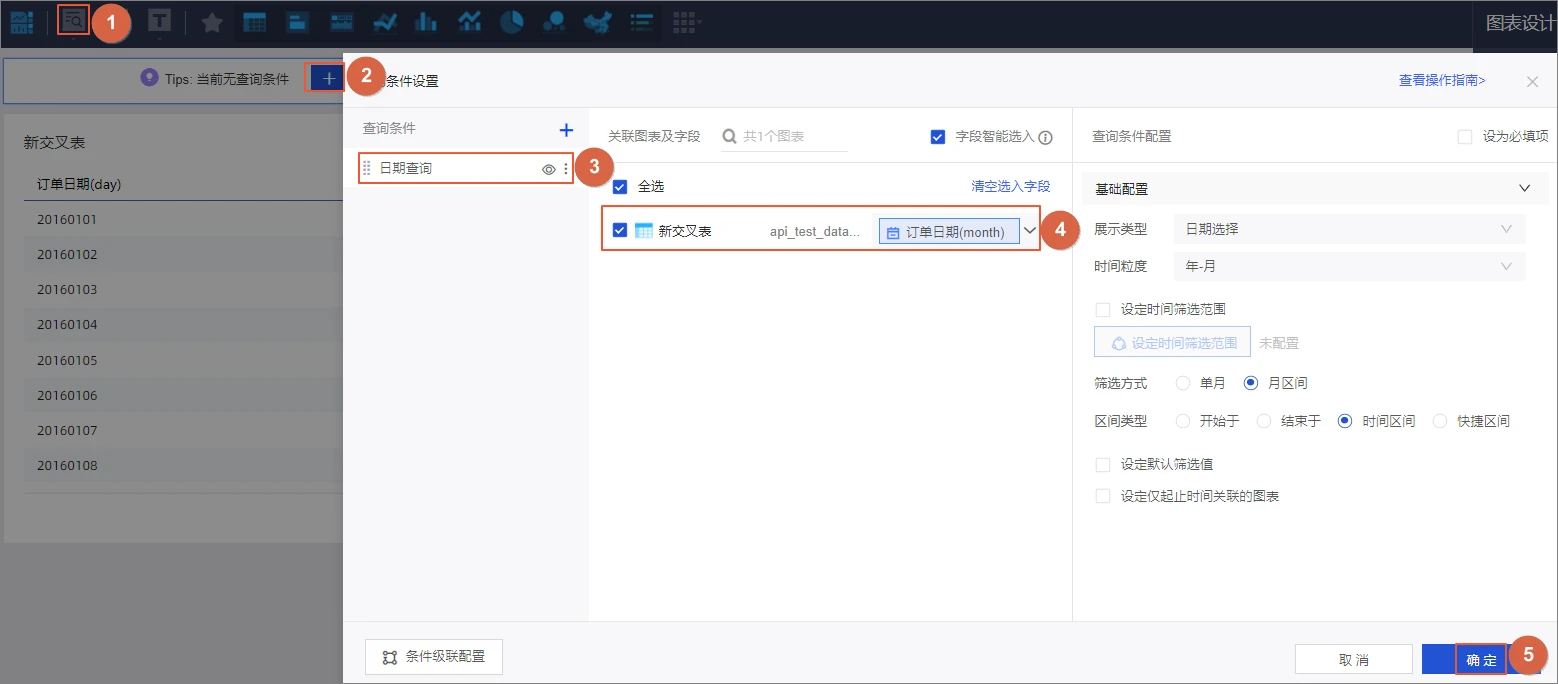 1
T
图表设计
Tips: 当前无查询条件
+
2
条件设置
查看操作指南>
新交叉表
订单日期(day)
20160101
20160102
20160103
20160104
20160105
20160106
20160107
20160108
查询条件
日期查询
3
关联图表及字段
共1个图表
字段智能选入
全选
清空选入字段
新交叉表
api_test_data...
订单日期(month)
4
查询条件配置
设为必填项
基础配置
展示类型
日期选择
时间粒度
年-月
设定时间筛选范围
设定时间筛选范围
未配置
筛选方式
单月
月区间
区间类型
开始于
结束于
时间区间
快捷区间
设定默认筛选值
设定仅起止时间关联的图表
条件级联配置
取 消
确 定
5